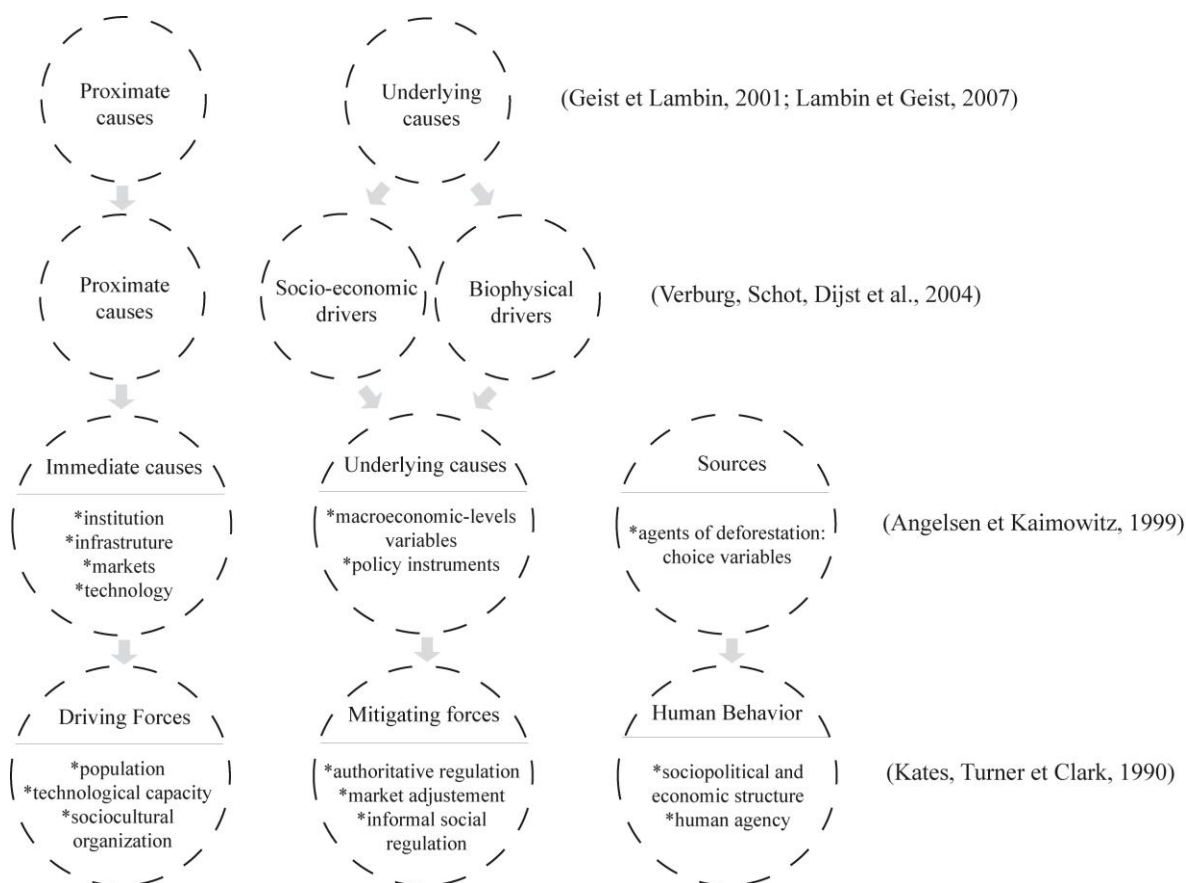 Proximate
causes
Underlying
causes
(Geist et Lambin, 2001; Lambin et Geist, 2007)
Proximate
causes
Socio-economic
drivers
Biophysical
drivers
(Verburg, Schot, Dijst et al., 2004)
Immediate causes
*institution
*infrastruture
*markets
*technology
Underlying causes
*macroeconomic-levels
variables
*policy instruments
Sources
*agents of deforestation:
choice variables
(Angelsen et Kaimowitz, 1999)
Driving Forces
*population
*technological capacity
*sociocultural
organization
Mitigating forces
*authoritative regulation
*market adjustement
*informal social
regulation
Human Behavior
*sociopolitical and
economic structure
*human agency
(Kates, Turner et Clark, 1990)